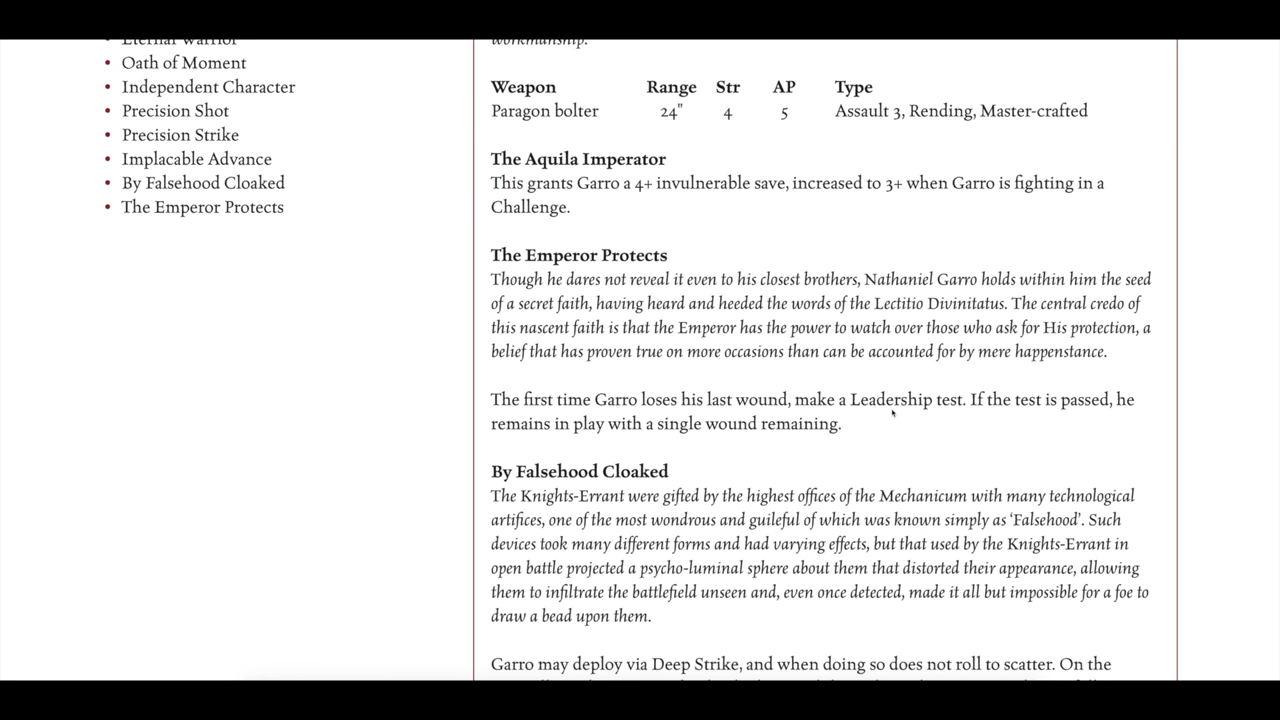 Eternal Warrior
• Oath of Moment
• Independent Character
• Precision Shot
• Precision Strike
• Implacable Advance
• By Falsehood Cloaked
• The Emperor Protects
workmanship.
Weapon Range Str AP Type
Paragon bolter 24" 4 5 Assault 3, Rending, Master-crafted
The Aquila Imperator
This grants Garro a 4+ invulnerable save, increased to 3+ when Garro is fighting in a
Challenge.
The Emperor Protects
Though he dares not reveal it even to his closest brothers, Nathaniel Garro holds within him the seed
of a secret faith, having heard and heeded the words of the Lectitio Divinitatus. The central credo of
this nascent faith is that the Emperor has the power to watch over those who ask for His protection, a
belief that has proven true on more occasions than can be accounted for by mere happenstance.
The first time Garro loses his last wound, make a Leadership test. If the test is passed, he
remains in play with a single wound remaining.
By Falsehood Cloaked
The Knights-Errant were gifted by the highest offices of the Mechanicum with many technological
artifices, one of the most wondrous and guileful of which was known simply as ‘Falsehood’. Such
devices took many different forms and had varying effects, but that used by the Knights-Errant in
open battle projected a psycho-luminal sphere about them that distorted their appearance, allowing
them to infiltrate the battlefield unseen and, even once detected, made it all but impossible for a foe to
draw a bead upon them.
Garro may deploy via Deep Strike, and when doing so does not roll to scatter. On the